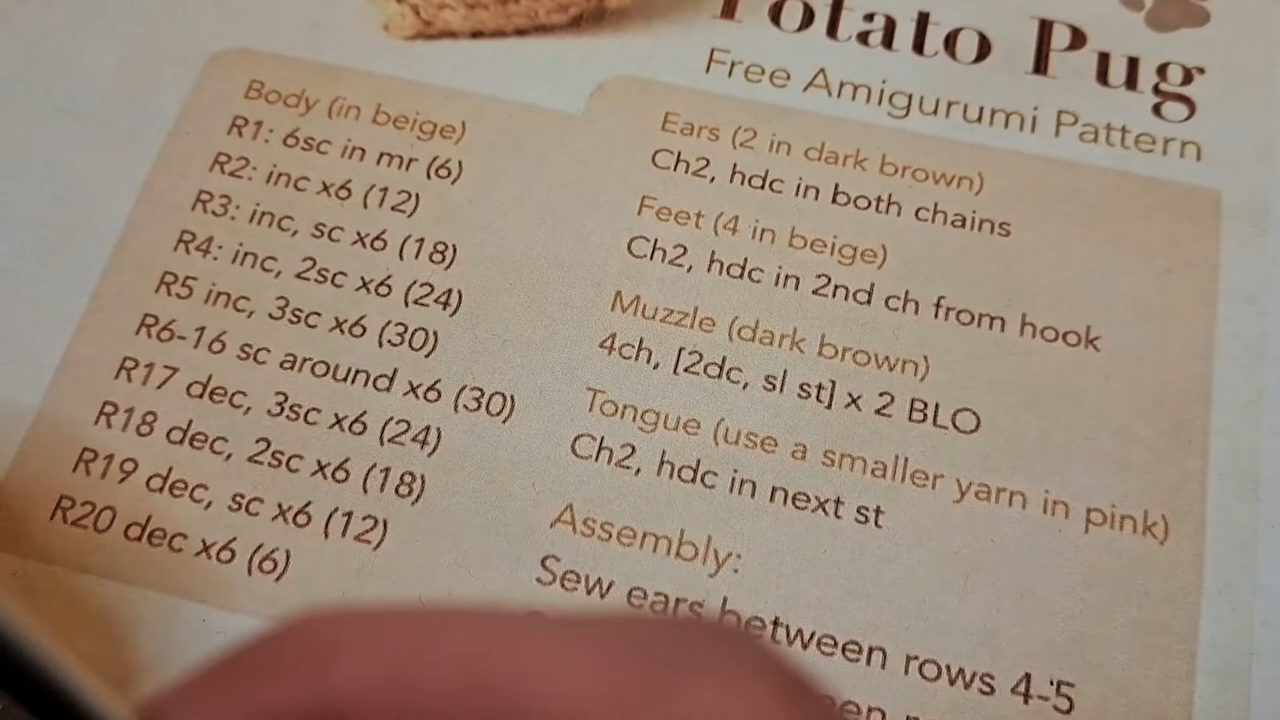 Potato Pug
Free Amigurumi Pattern
Body (in beige)
R1: 6sc in mr (6)
R2: inc x6 (12)
R3: inc, sc x6 (18)
R4: inc, 2sc x6 (24)
R5 inc, 3sc x6 (30)
R6-16 sc around x6 (30)
R17 dec, 3sc x6 (24)
R18 dec, 2sc x6 (18)
R19 dec, sc x6 (12)
R20 dec x6 (6)
Ears (2 in dark brown)
Ch2, hdc in both chains
Feet (4 in beige)
Ch2, hdc in 2nd ch from hook
Muzzle (dark brown)
4ch, [2dc, sl st] x 2 BLO
Tongue (use a smaller yarn in pink)
Ch2, hdc in next st
Assembly:
Sew ears between rows 4-5